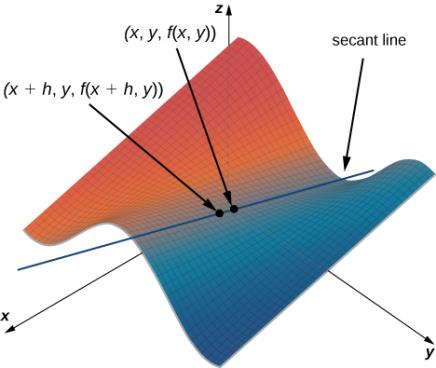 z
(x, y, f(x, y))
secant line
(x + h, y, f(x + h, y))
x
y